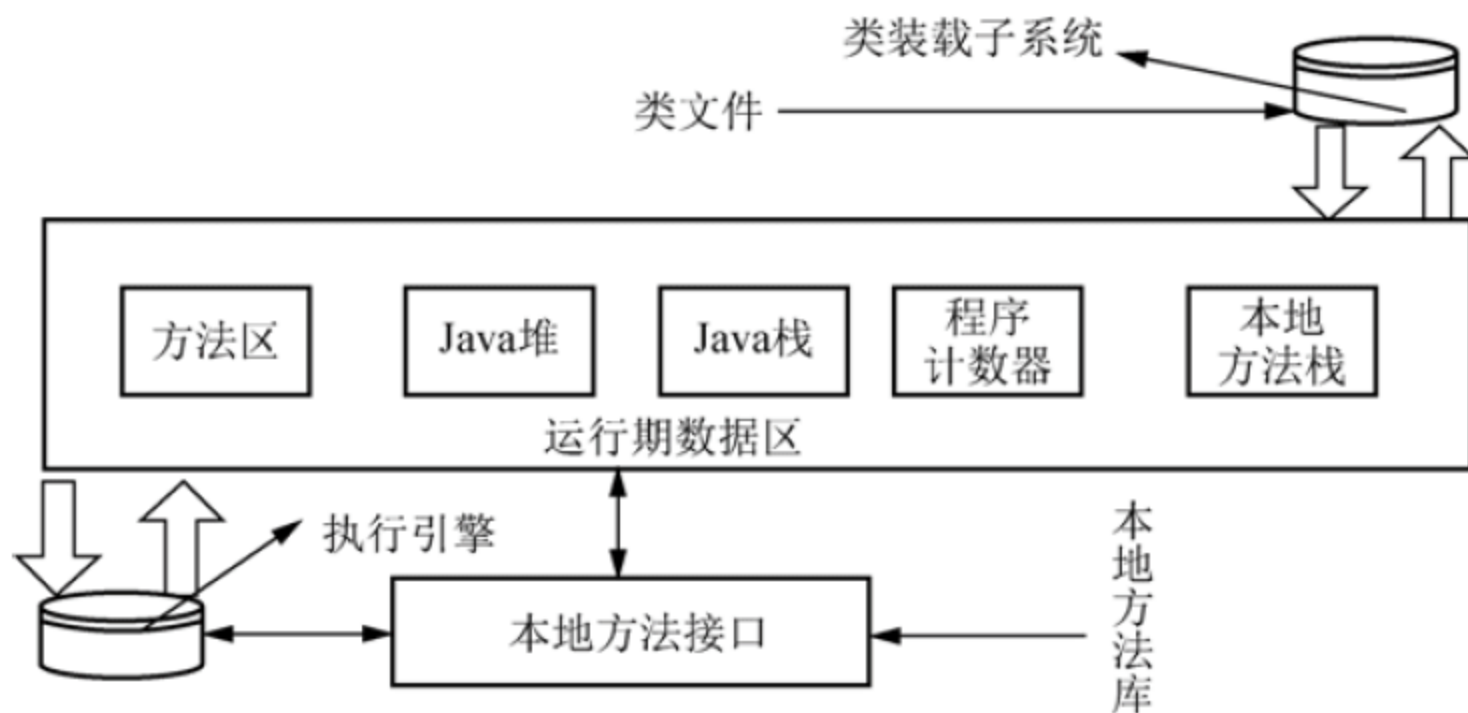 类装载子系统
类文件
方法区
Java堆
Java栈
程序
计数器
本地
方法栈
运行期数据区
执行引擎
本地方法接口
本地方法库